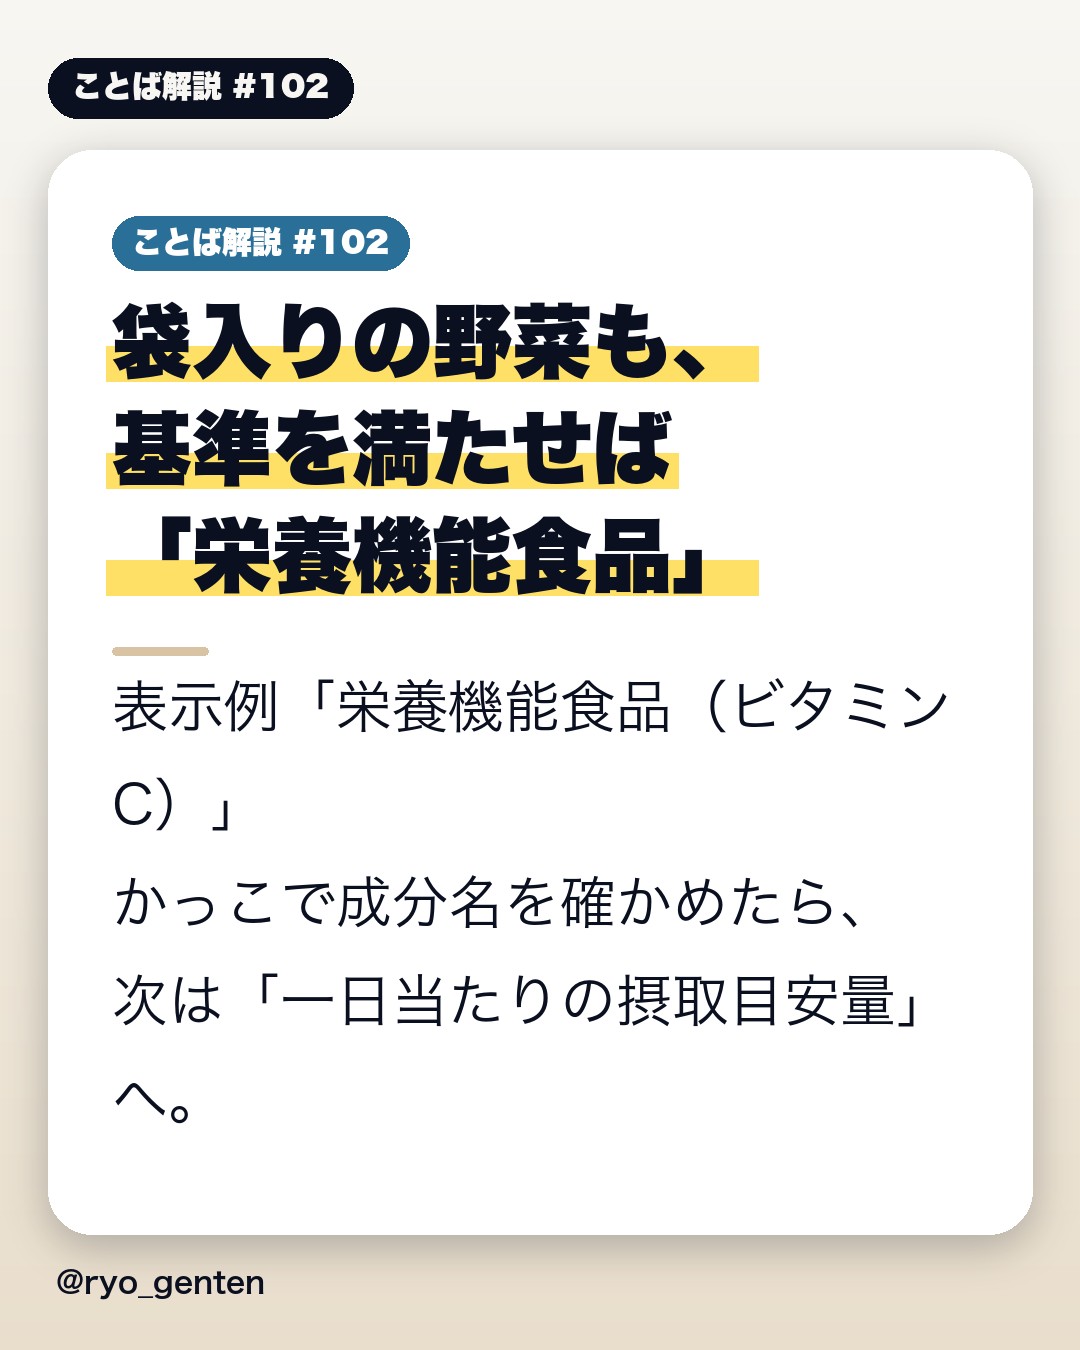 ことば解説 #102
ことば解説 #102
袋入りの野菜も、
基準を満たせば
「栄養機能食品」
表示例「栄養機能食品（ビタミン
C）」
かっこで成分名を確かめたら、
次は「一日当たりの摂取目安量」
へ。
@ryo_genten